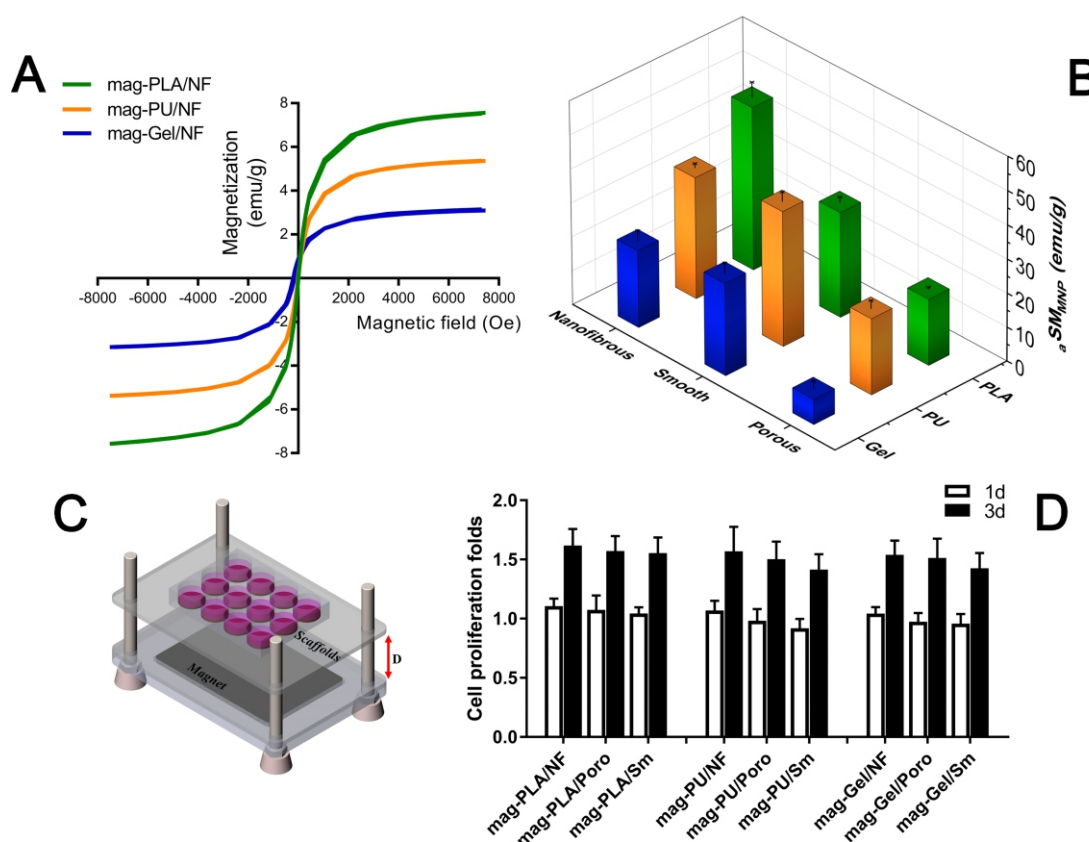 A
mag-PLA/NF
mag-PU/NF
mag-Gel/NF
Magnetization
(emu/g)
8
6
4
2
-2
-4
-6
-8
-8000 -6000 -4000 -2000 0 2000 4000 6000 8000
Magnetic field (Oe)
B
60
50
40
30
20
10
0
a SM MNP (emu/g)
Nanofibrous
Smooth
Porous
Gel
PU
PLA
C
Scaffolds
Magnet
D
D
1d
3d
Cell proliferation folds
2.0
1.5
1.0
0.5
0.0
mag-PLA/NF
mag-PLA/Poro
mag-PLA/Sm
mag-PU/NF
mag-PU/Poro
mag-PU/Sm
mag-Gel/NF
mag-Gel/Poro
mag-Gel/Sm